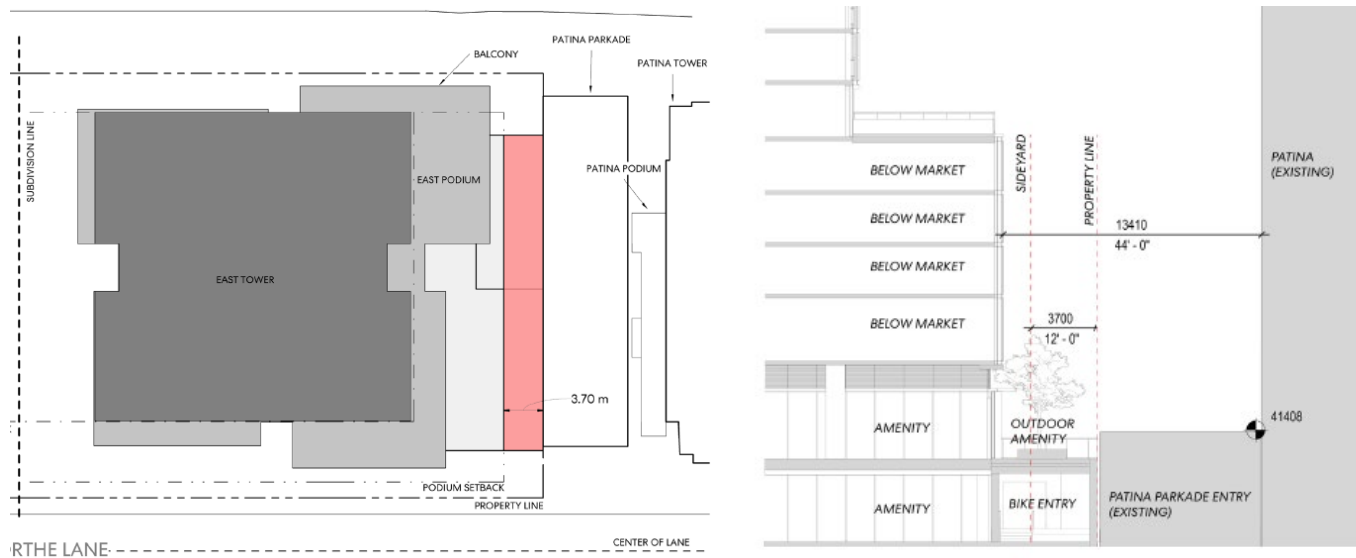 PATINA PARKADE
BALCONY
PATINA TOWER
SUBDIVISION LINE
PATINA PODIUM
EAST PODIUM
EAST TOWER
3.70 m
PODIUM SETBACK
PROPERTY LINE
CENTER OF LANE
RTHE LANE
BELOW MARKET
BELOW MARKET
BELOW MARKET
BELOW MARKET
SIDEYARD
PROPERTY LINE
PATINA
(EXISTING)
13410
44' - 0"
3700
12' - 0"
41408
AMENITY
OUTDOOR
AMENITY
AMENITY
BIKE ENTRY
PATINA PARKADE ENTRY
(EXISTING)